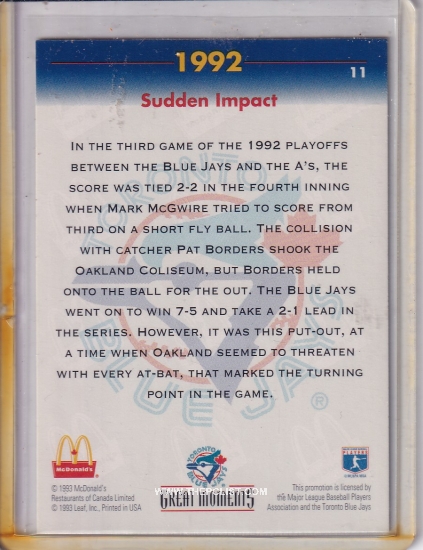 1992
11
Sudden Impact
In the third game of the 1992 playoffs
between the Blue Jays and the A's, the
score was tied 2-2 in the fourth inning
when Mark McGwire tried to score from
third on a short fly ball. The collision
with catcher Pat Borders shook the
Oakland Coliseum, but Borders held
onto the ball for the out. The Blue Jays
went on to win 7-5 and take a 2-1 lead in
the series. However, it was this put-out, at
a time when Oakland seemed to threaten
with every at-bat, that marked the turning
point in the game.
TORONTO
BLUE JAYS
®
McDonald's
© 1993 McDonald's
Restaurants of Canada Limited
© 1993 Leaf, Inc., Printed in USA
TORONTO
BLUE JAYS
GREAT MOMENTS
This promotion is licensed by
the Major League Baseball Players
Association and the Toronto Blue Jays